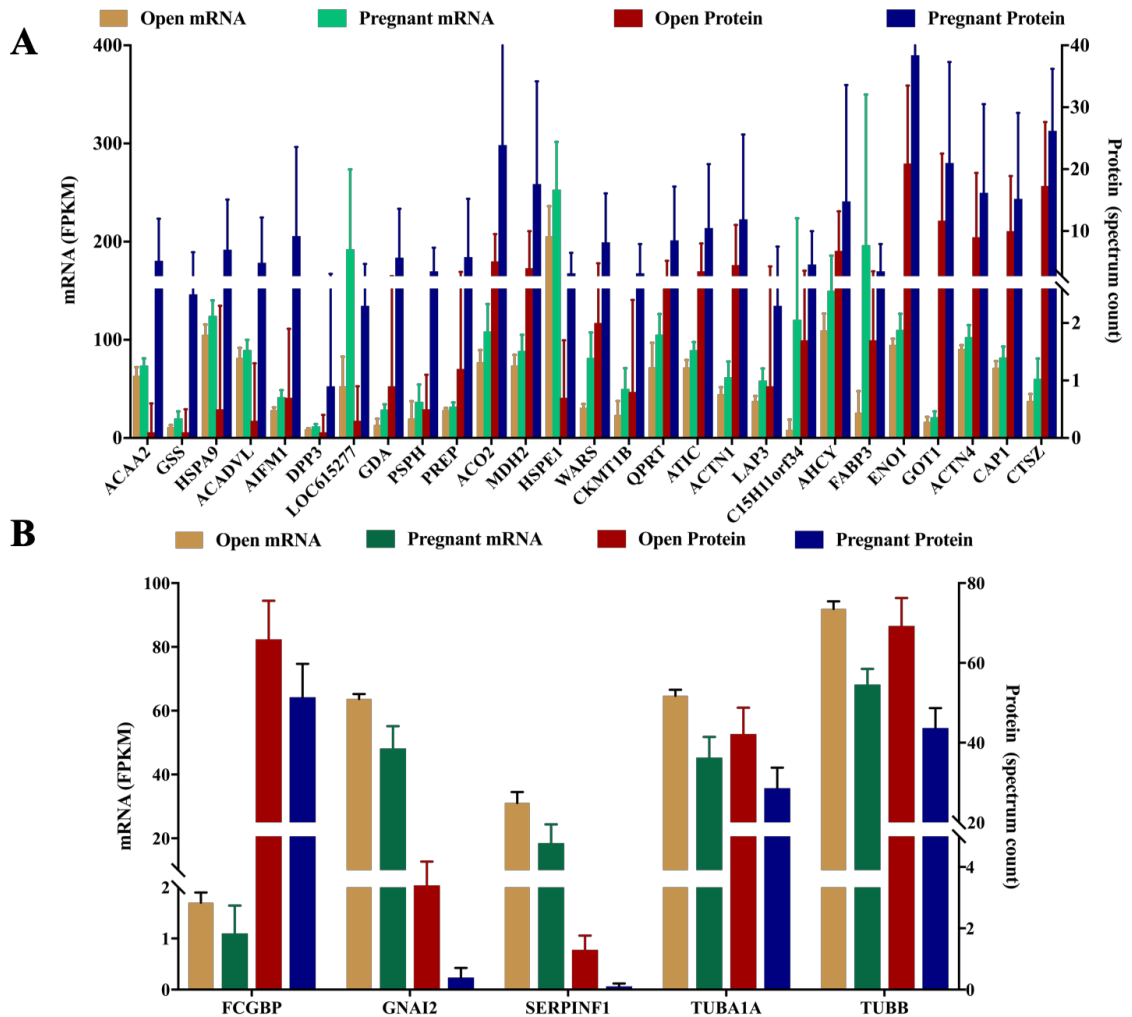 Open mRNA Pregnant mRNA Open Protein Pregnant Protein
A
400
300
200
100
0
mRNA (FPKM)
40
30
20
10
2
1
0
Protein (spectrum count)
ACAA2 GSS HSPA9 ACADVL AIFM1 DPP3 LOC615277 GDA PSPH PREP ACO2 MDH2 HSPE1 WARS CKMT1B QPRT ATIC ACTN1 LAP3 C15H11orf34 AHCY FABP3 ENO1 GOT1 ACTN4 CAP1 CTSZ
B
Open mRNA Pregnant mRNA Open Protein Pregnant Protein
100
80
60
40
20
2
1
0
mRNA (FPKM)
80
60
40
20
4
2
0
Protein (spectrum count)
FCGBP GNAI2 SERPINF1 TUBA1A TUBB